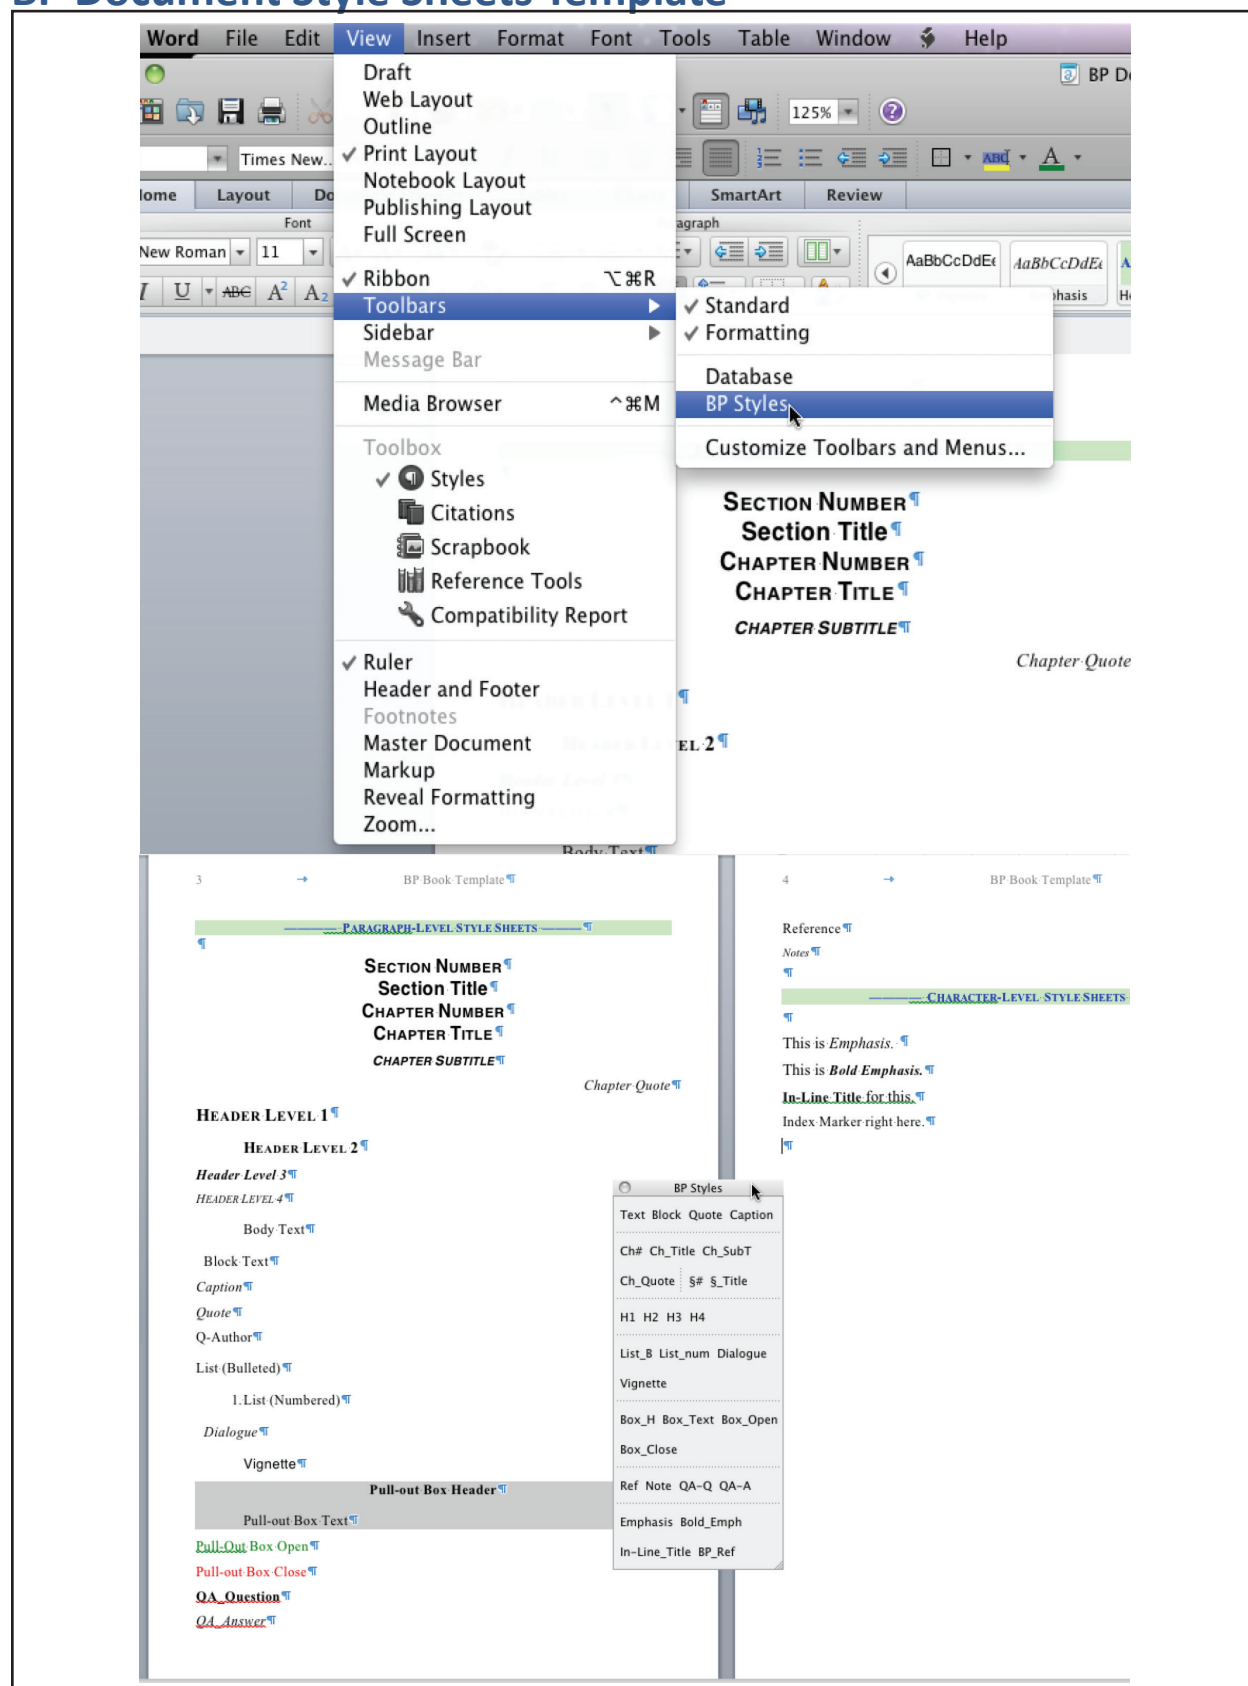 BP Document Style Sheets Template
Word File Edit View Insert Format Font Tools Table Window Help
BP D
125%
Times New..
Home Layout Do SmartArt Review
Font agraph
New Roman 11
AaBbCcDdEe AaBbCcDdEe
I U ABC A2 A2 hasis He
Draft
Web Layout
Outline
✓ Print Layout
Notebook Layout
Publishing Layout
Full Screen
✓ Ribbon ⌥⌘R
Toolbars
Sidebar
Message Bar
Media Browser ^⌘M
Toolbox
✓ Styles
Citations
Scrapbook
Reference Tools
Compatibility Report
✓ Ruler
Header and Footer
Footnotes
Master Document
Markup
Reveal Formatting
Zoom...
✓ Standard
✓ Formatting
Database
BP Styles
Customize Toolbars and Menus...
SECTION NUMBER¶
Section Title¶
CHAPTER NUMBER¶
CHAPTER TITLE¶
CHAPTER SUBTITLE¶
Chapter Quote
EL 2¶
Body Text¶
3 → BP Book Template¶
PARAGRAPH-LEVEL STYLE SHEETS ¶
¶
SECTION NUMBER¶
Section Title¶
CHAPTER NUMBER¶
CHAPTER TITLE¶
CHAPTER SUBTITLE¶
Chapter Quote¶
HEADER LEVEL 1¶
HEADER LEVEL 2¶
Header Level 3¶
HEADER LEVEL 4¶
Body Text¶
Block Text¶
Caption¶
Quote¶
Q-Author¶
List (Bulleted)¶
1. List (Numbered)¶
Dialogue¶
Vignette¶
Pull-out Box Header¶
Pull-out Box Text¶
Pull-Out Box Open¶
Pull-out Box Close¶
QA_Question¶
QA_Answer¶
4 → BP Book Template¶
Reference¶
Notes¶
¶
CHARACTER-LEVEL STYLE SHEETS
¶
This is Emphasis. ¶
This is Bold Emphasis.¶
In-Line Title for this.¶
Index Marker right here.¶
¶
BP Styles
Text Block Quote Caption
Ch# Ch_Title Ch_SubT
Ch_Quote §# §_Title
H1 H2 H3 H4
List_B List_num Dialogue
Vignette
Box_H Box_Text Box_Open
Box_Close
Ref Note QA-Q QA-A
Emphasis Bold_Emph
In-Line_Title BP_Ref